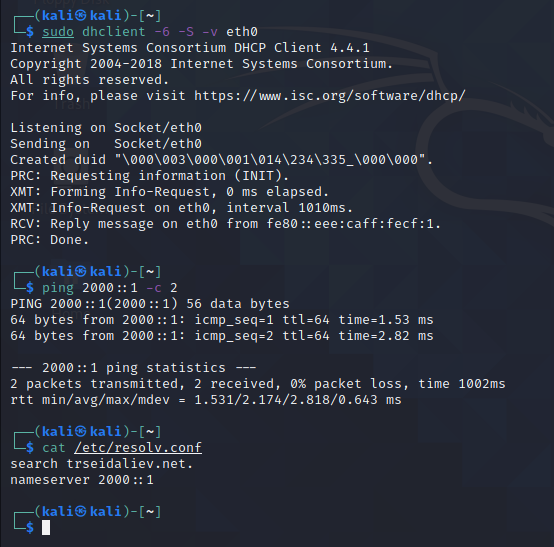 ┌──(kali㉿kali)-[~]
└─$ sudo dhclient -6 -S -v eth0
Internet Systems Consortium DHCP Client 4.4.1
Copyright 2004-2018 Internet Systems Consortium.
All rights reserved.
For info, please visit https://www.isc.org/software/dhcp/

Listening on Socket/eth0
Sending on   Socket/eth0
Created duid "\000\003\000\001\014\234\335_\000\000".
PRC: Requesting information (INIT).
XMT: Forming Info-Request, 0 ms elapsed.
XMT: Info-Request on eth0, interval 1010ms.
RCV: Reply message on eth0 from fe80::eee:caff:fecf:1.
PRC: Done.

┌──(kali㉿kali)-[~]
└─$ ping 2000::1 -c 2
PING 2000::1(2000::1) 56 data bytes
64 bytes from 2000::1: icmp_seq=1 ttl=64 time=1.53 ms
64 bytes from 2000::1: icmp_seq=2 ttl=64 time=2.82 ms

--- 2000::1 ping statistics ---
2 packets transmitted, 2 received, 0% packet loss, time 1002ms
rtt min/avg/max/mdev = 1.531/2.174/2.818/0.643 ms

┌──(kali㉿kali)-[~]
└─$ cat /etc/resolv.conf
search trseidaliev.net.
nameserver 2000::1

┌──(kali㉿kali)-[~]
└─$